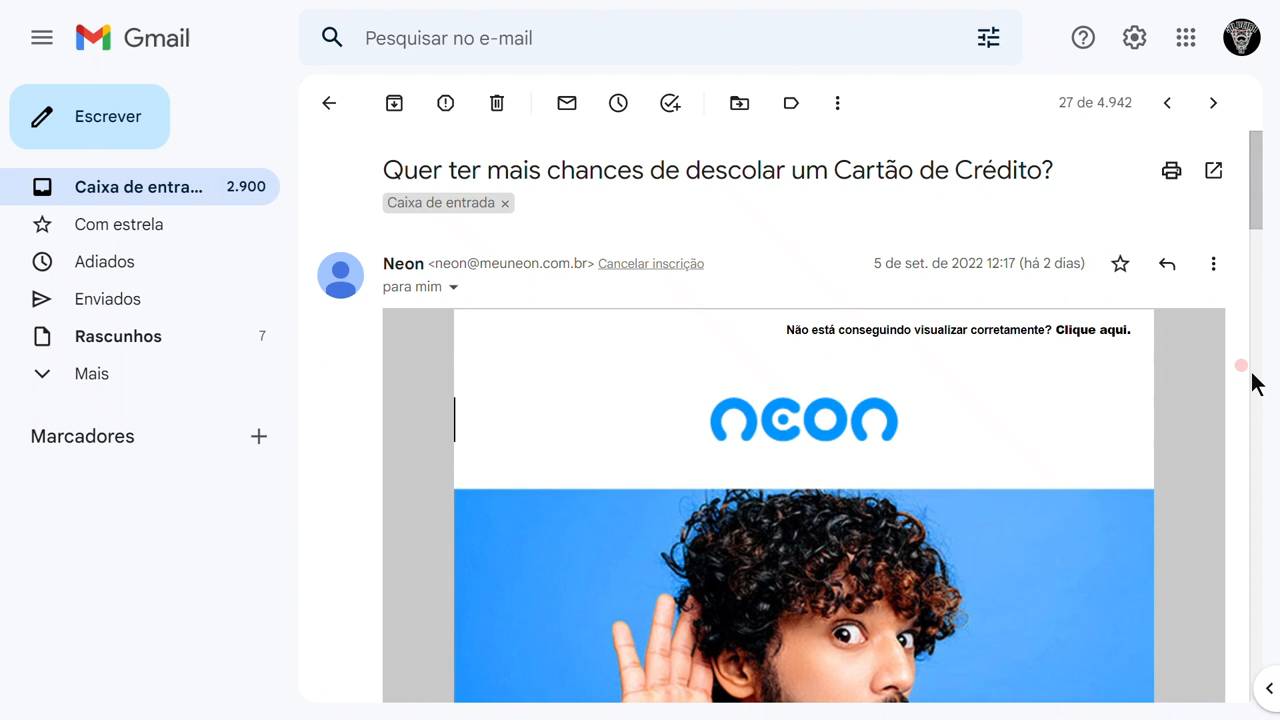 Gmail
Pesquisar no e-mail
Escrever
Caixa de entra... 2.900
Com estrela
Adiados
Enviados
Rascunhos 7
Mais
Marcadores
27 de 4.942
Quer ter mais chances de descolar um Cartão de Crédito?
Caixa de entrada x
Neon <neon@meuneon.com.br> Cancelar inscrição
5 de set. de 2022 12:17 (há 2 dias)
para mim
Não está conseguindo visualizar corretamente? Clique aqui.
neon